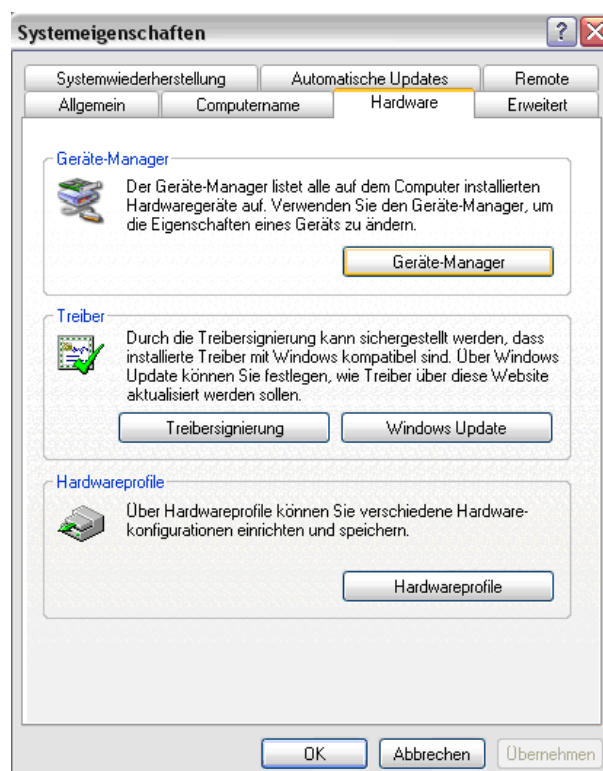 Systemeigenschaften
Systemwiederherstellung Automatische Updates Remote
Allgemein Computername Hardware Erweitert
Geräte-Manager
Der Geräte-Manager listet alle auf dem Computer installierten
Hardwaregeräte auf. Verwenden Sie den Geräte-Manager, um
die Eigenschaften eines Geräts zu ändern.
Geräte-Manager
Treiber
Durch die Treibersignierung kann sichergestellt werden, dass
installierte Treiber mit Windows kompatibel sind. Über Windows
Update können Sie festlegen, wie Treiber über diese Website
aktualisiert werden sollen.
Treibersignierung Windows Update
Hardwareprofile
Über Hardwareprofile können Sie verschiedene Hardware-
konfigurationen einrichten und speichern.
Hardwareprofile
OK Abbrechen Übernehmen